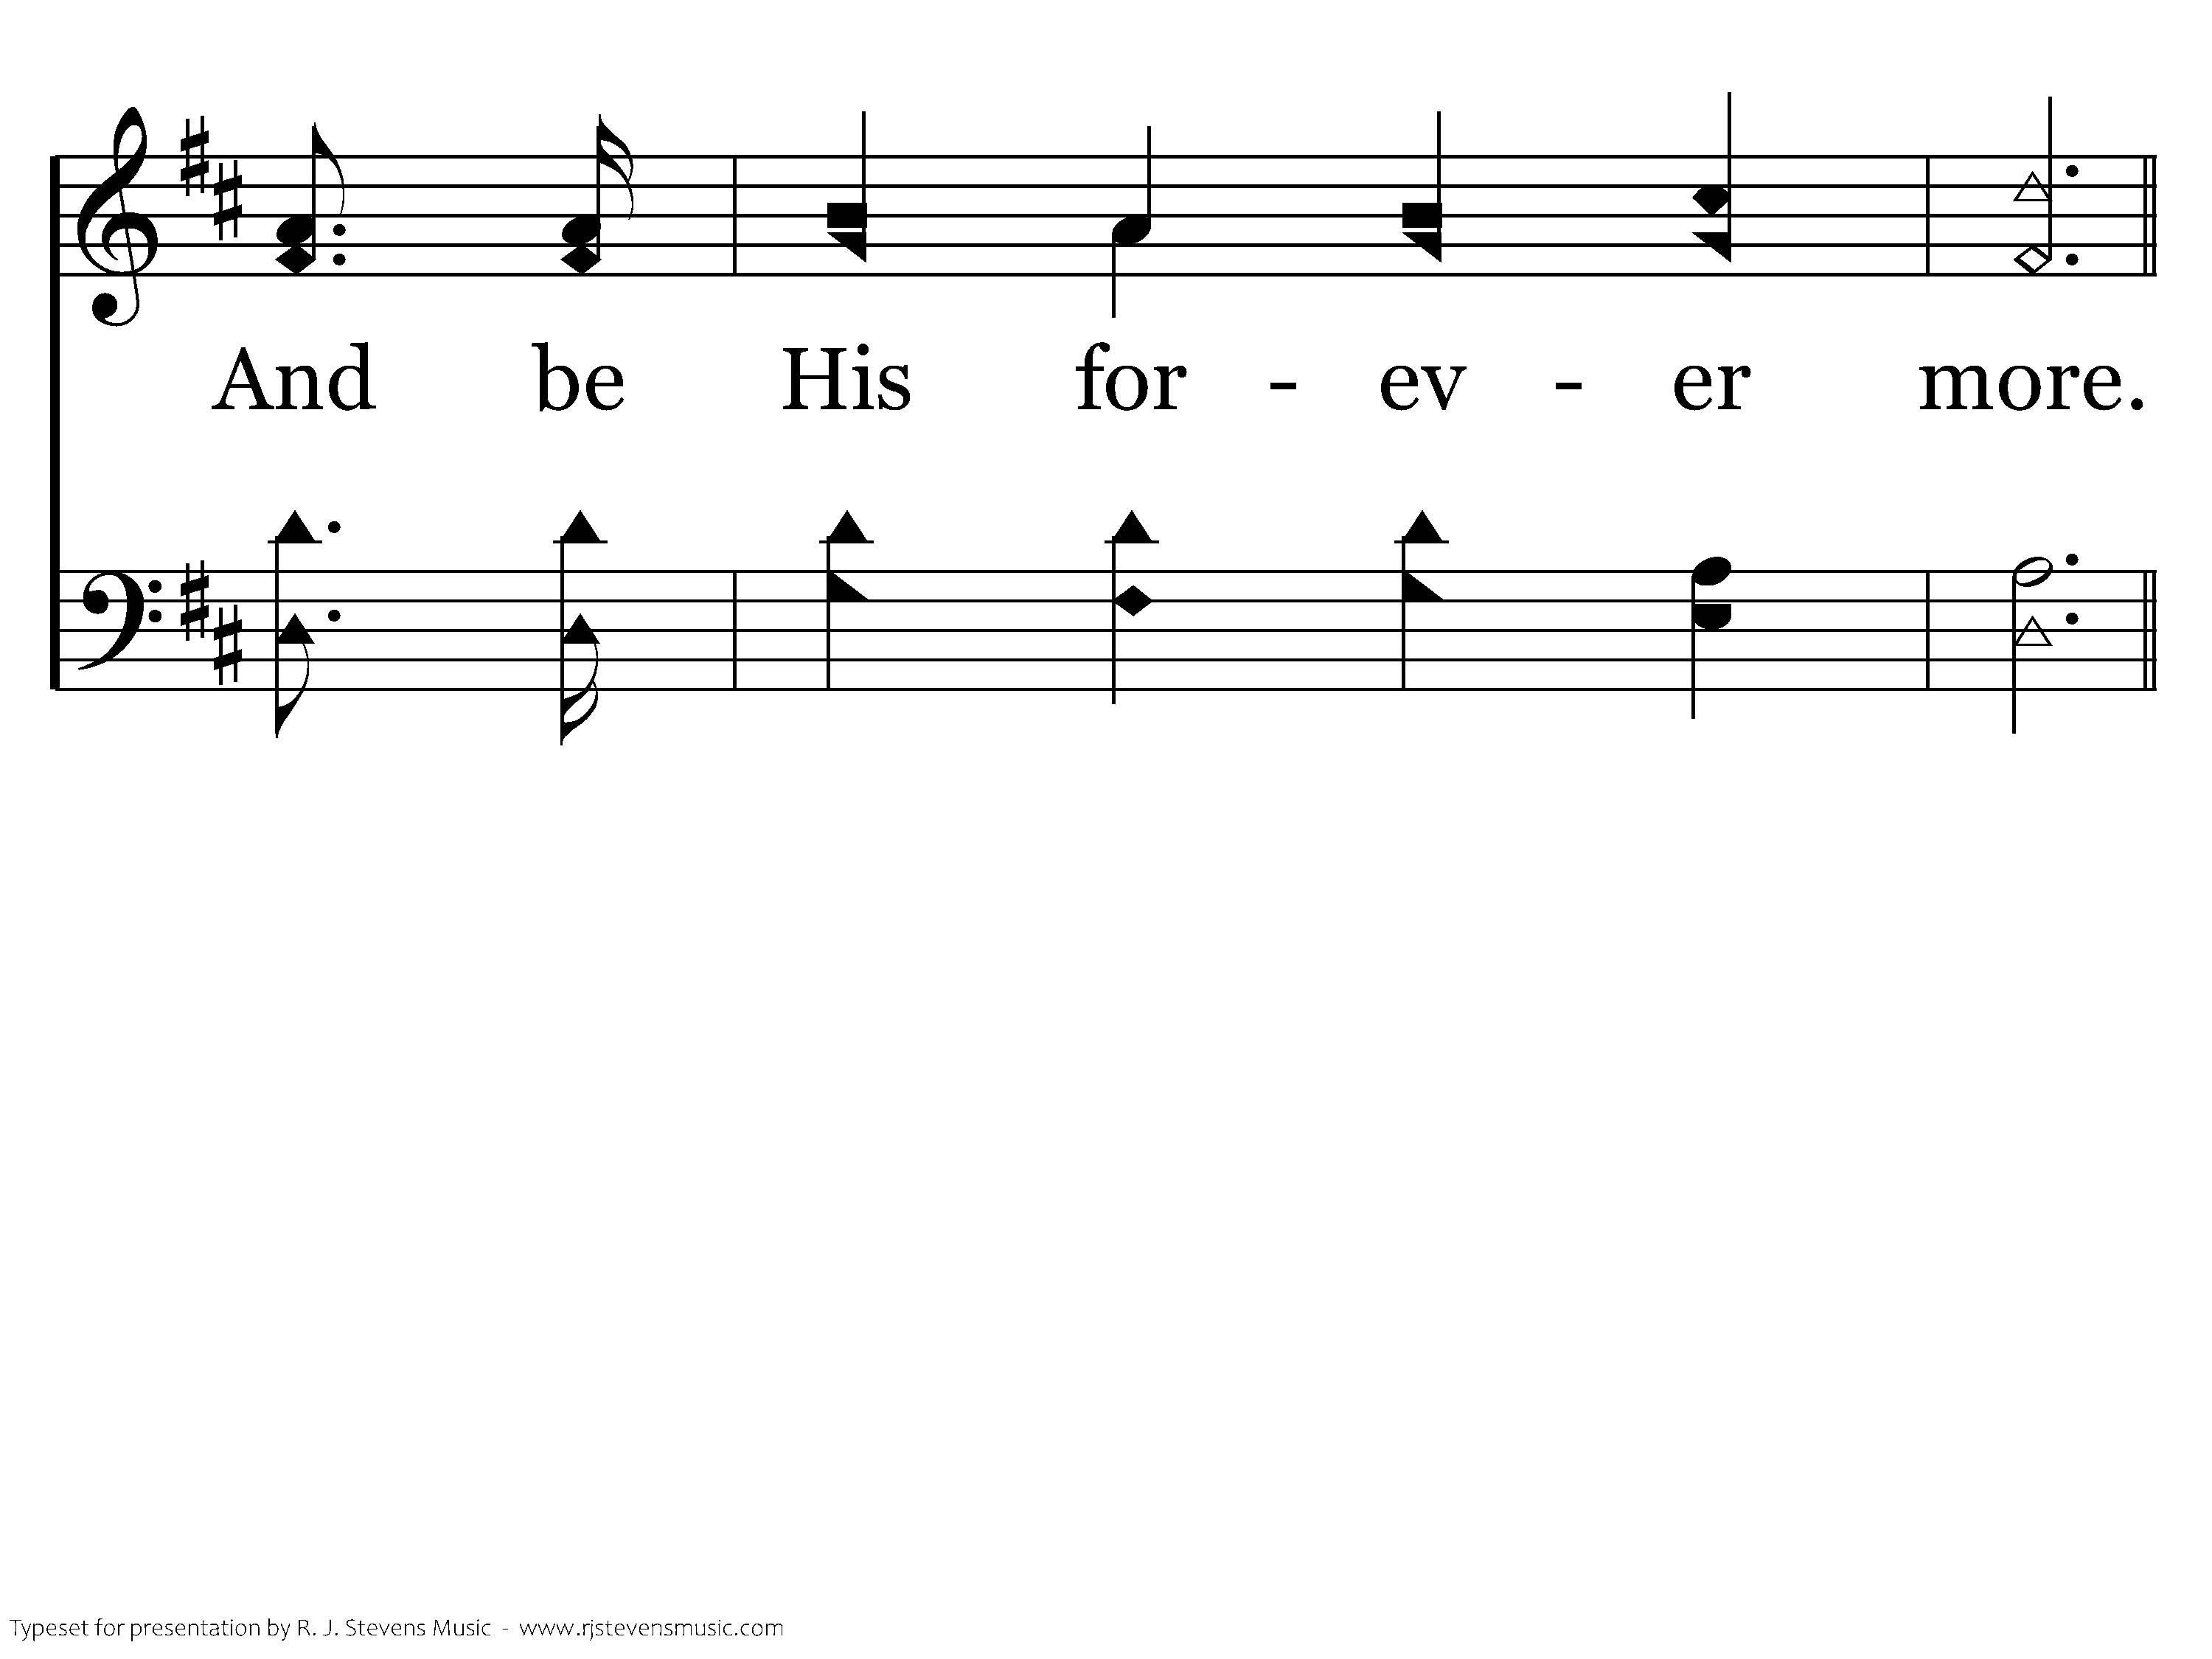 And be His for - ev - er more.
Typeset for presentation by R. J. Stevens Music - www.rjstevensmusic.com